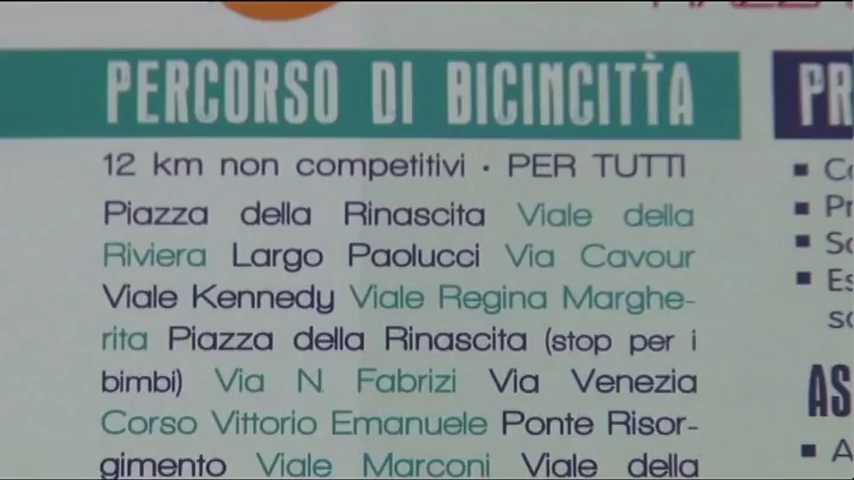 PERCORSO DI BICINCITTÀ
12 km non competitivi · PER TUTTI
Piazza della Rinascita Viale della
Riviera Largo Paolucci Via Cavour
Viale Kennedy Viale Regina Marghe-
rita Piazza della Rinascita (stop per i
bimbi) Via N Fabrizi Via Venezia
Corso Vittorio Emanuele Ponte Risor-
gimento Viale Marconi Viale della